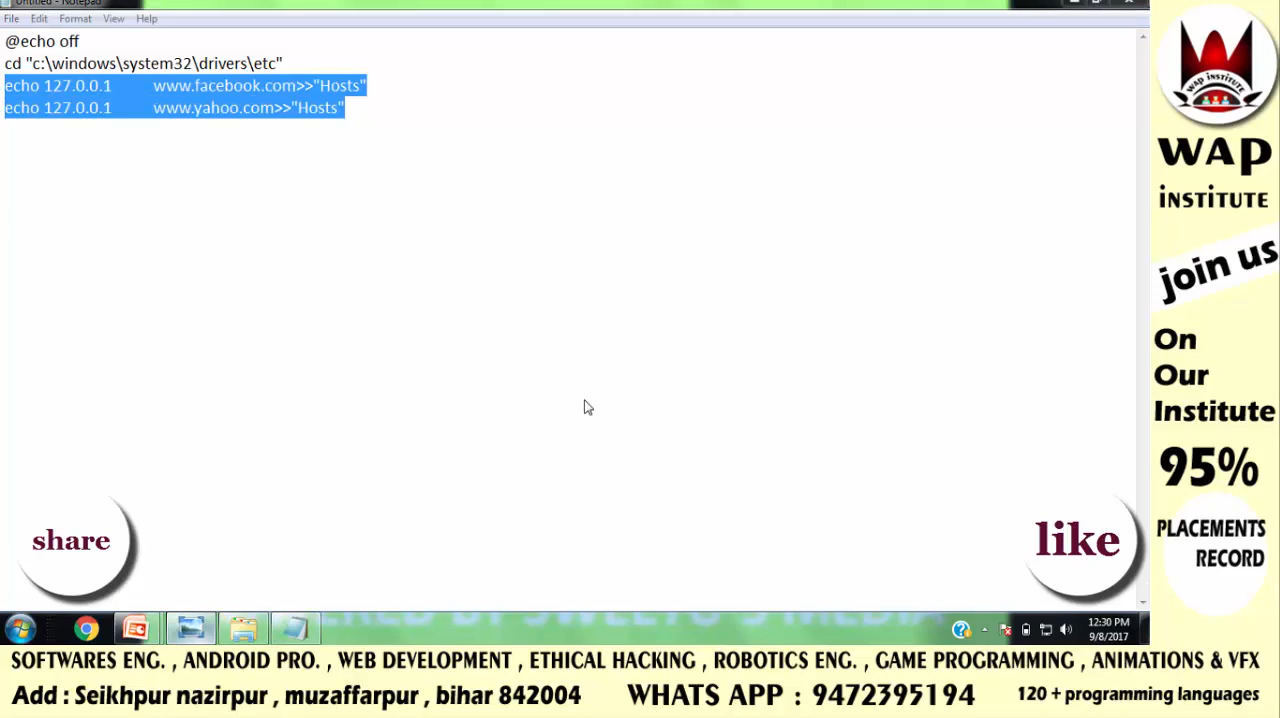 Untitled - Notepad
File Edit Format View Help
@echo off
cd "c:\windows\system32\drivers\etc"
echo 127.0.0.1 www.facebook.com>>"Hosts"
echo 127.0.0.1 www.yahoo.com>>"Hosts"
share
like
12:30 PM
9/8/2017
wap institute
WAP
INSTITUTE
join us
On
Our
Institute
95%
PLACEMENTS
RECORD
SOFTWARES ENG. , ANDROID PRO. , WEB DEVELOPMENT , ETHICAL HACKING , ROBOTICS ENG. , GAME PROGRAMMING , ANIMATIONS & VFX
Add : Seikhpur nazirpur , muzaffarpur , bihar 842004 WHATS APP : 9472395194 120 + programming languages